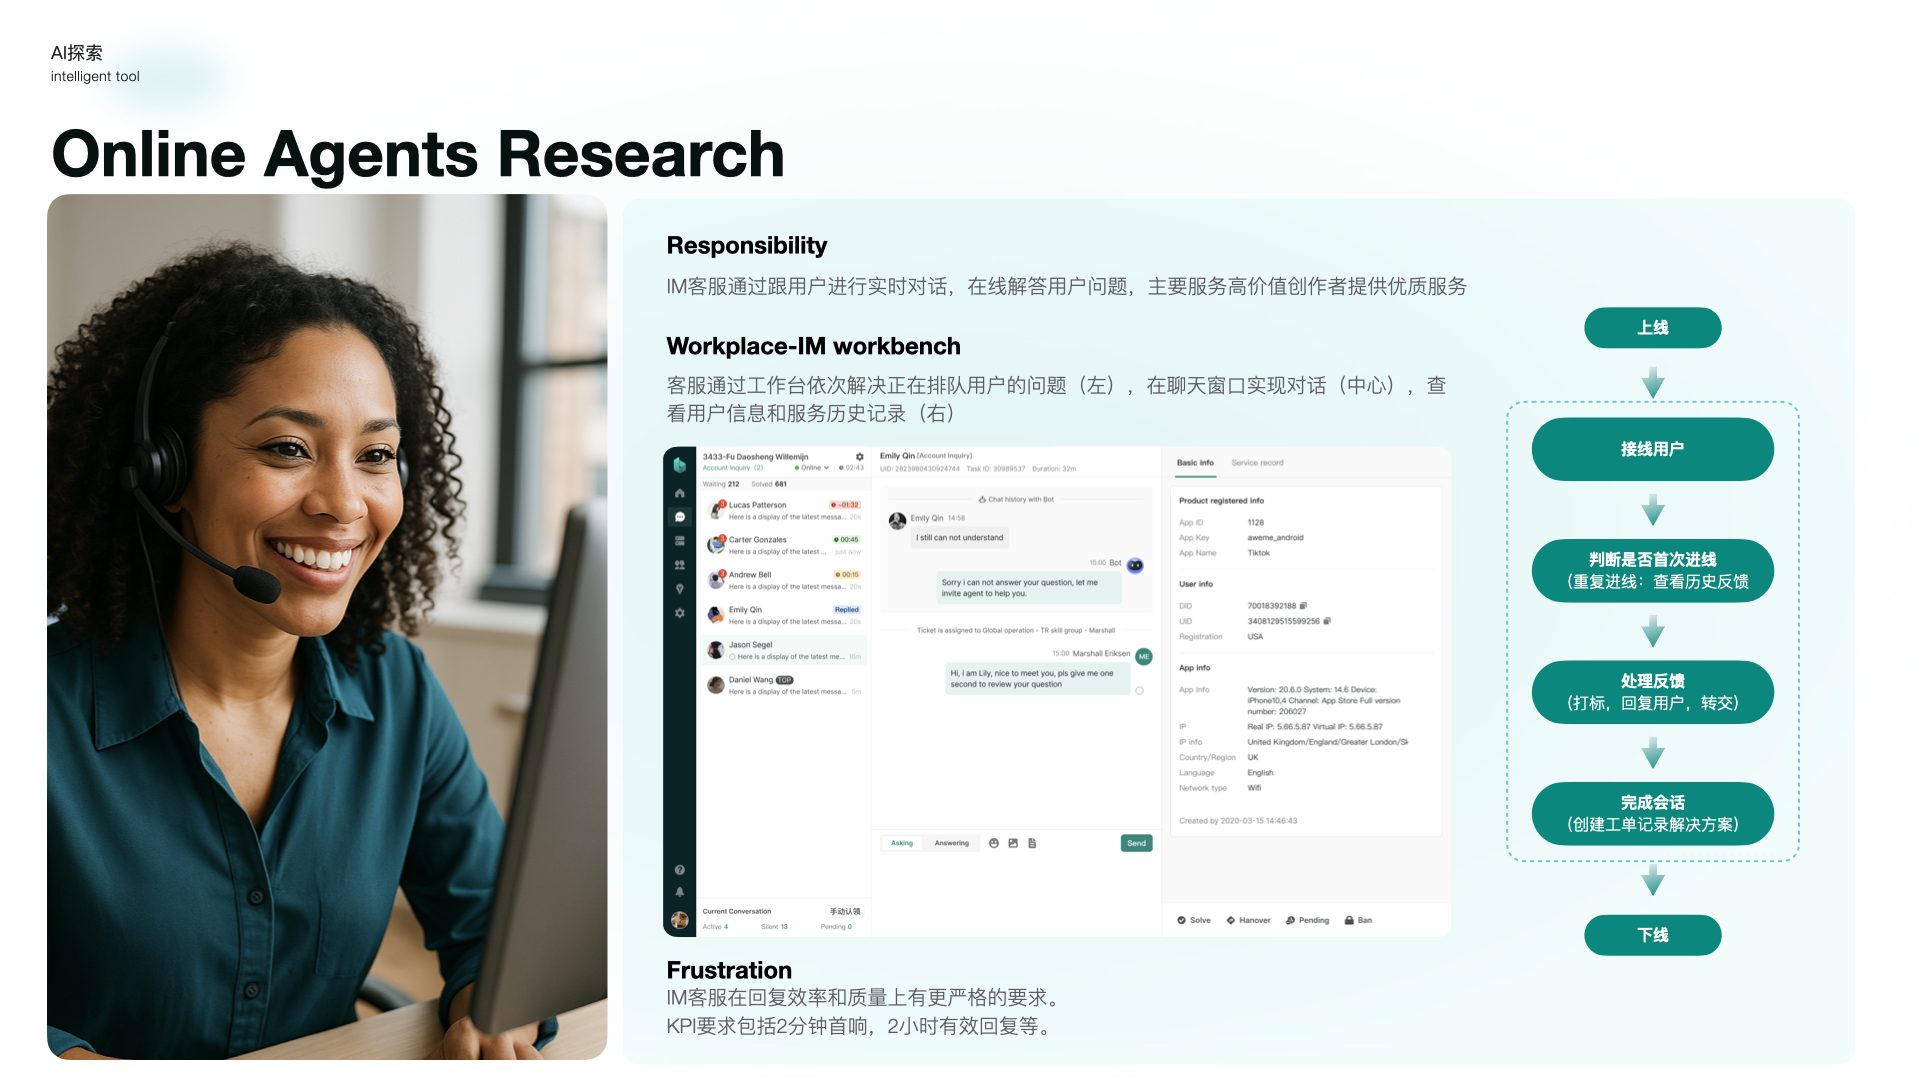 AI探索
intelligent tool
Online Agents Research
Responsibility
IM客服通过跟用户进行实时对话，在线解答用户问题，主要服务高价值创作者提供优质服务
Workplace-IM workbench
客服通过工作台依次解决正在排队用户的问题（左），在聊天窗口实现对话（中心），查
看用户信息和服务历史记录（右）
3433-Fu Daosheng Willemijn
Account Inquiry (2) Online 02:43
Waiting 212 Solved 681
Lucas Patterson -01:32
Here is a display of the latest messa... 20s
Carter Gonzales 00:45
Here is a display of the latest ... just now
Andrew Bell 00:15
Here is a display of the latest messa... 20s
Emily Qin Replied
Here is a display of the latest messa... 20s
Jason Segel
Here is a display of the latest me... 16m
Daniel Wang TOP
Here is a display of the latest messa... 5m
Current Conversation 手动认领
Active 4 Silent 13 Pending 0
Emily Qin [Account Inquiry]
UID: 2823980430924744 Task ID: 30989537 Duration: 32m
Chat history with Bot
Emily Qin 14:58
I still can not understand
15:00 Bot
Sorry i can not answer your question, let me
invite agent to help you.
Ticket is assigned to Global operation - TR skill group - Marshall
15:00 Marshall Eriksen
ME
Hi, i am Lily, nice to meet you, pls give me one
second to review your question
Asking Answering
Send
Basic info Service record
Product registered info
App ID 1128
App Key aweme_android
App Name Tiktok
User info
DID 70018392188
UID 3408129515599256
Registration USA
App info
App info Version: 20.6.0 System: 14.6 Device:
iPhone10,4 Channel: App Store Full version
number: 206027
IP Real IP: 5.66.5.87 Virtual IP: 5.66.5.87
IP info United Kingdom/England/Greater London/Sk
Country/Region UK
Language English
Network type Wifi
Created by 2020-03-15 14:46:43
Solve Hanover Pending Ban
Frustration
IM客服在回复效率和质量上有更严格的要求。
KPI要求包括2分钟首响，2小时有效回复等。
上线
接线用户
判断是否首次进线
（重复进线：查看历史反馈
处理反馈
（打标，回复用户，转交）
完成会话
（创建工单记录解决方案）
下线